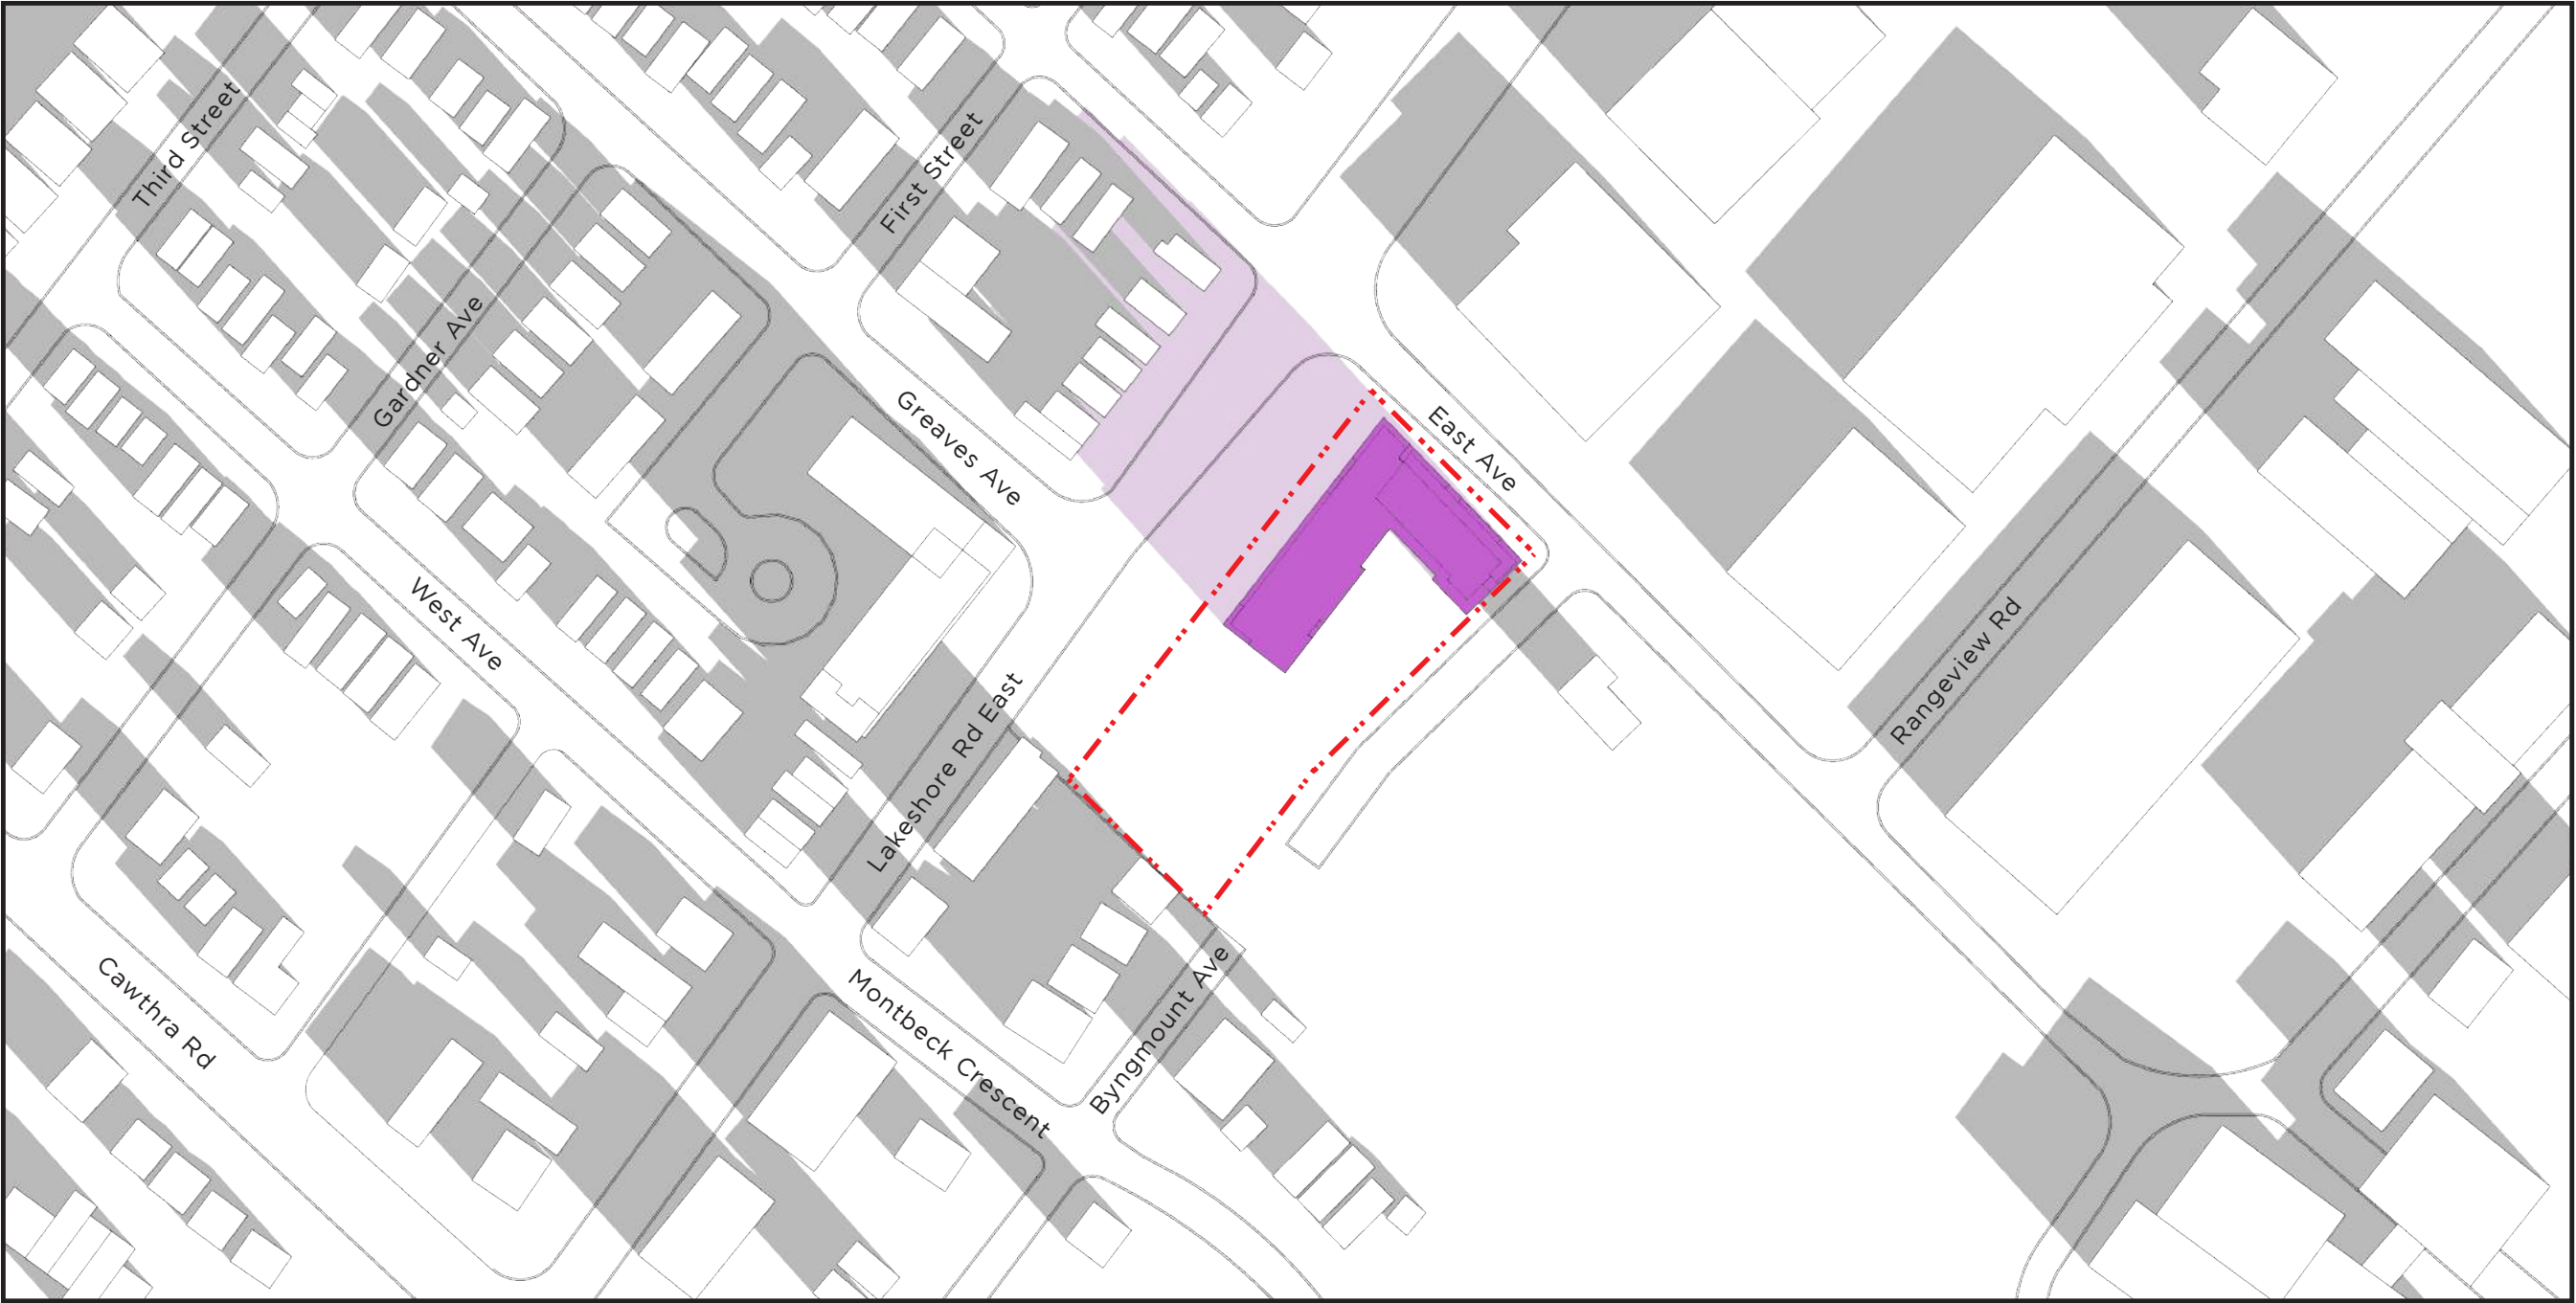 Third Street
First Street
Gardner Ave
Greaves Ave
East Ave
West Ave
Rangeview Rd
Lakeshore Rd East
Cawthra Rd
Montbeck Crescent
Byngmount Ave